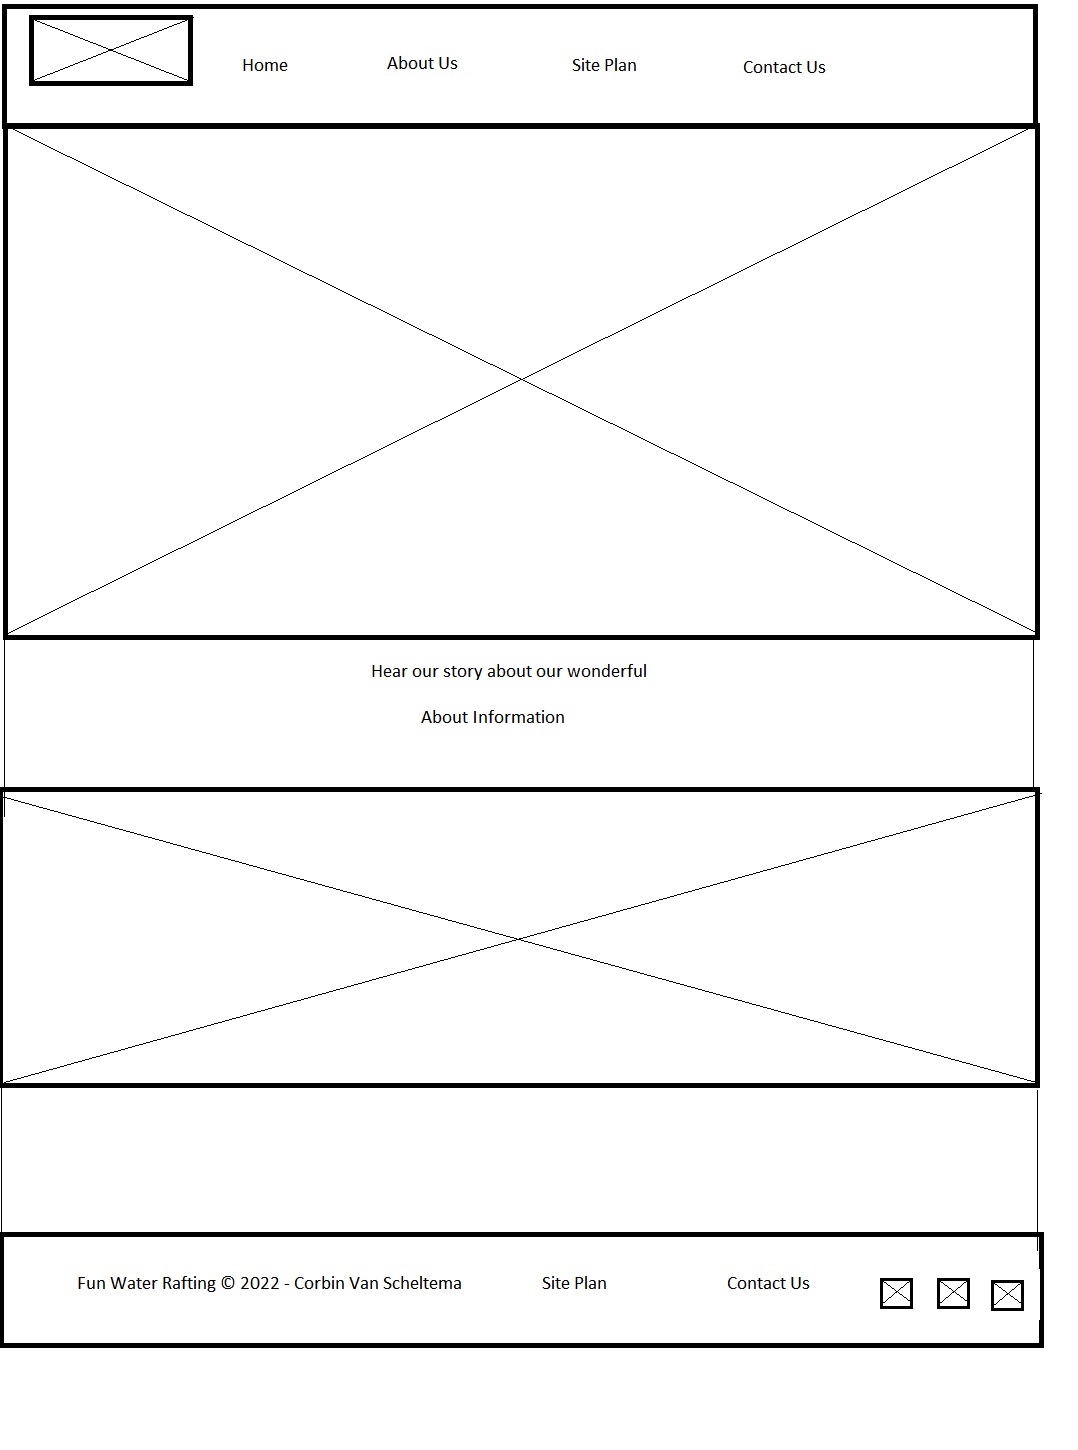 Home About Us Site Plan Contact Us
Hear our story about our wonderful
About Information
Fun Water Rafting © 2022 - Corbin Van Scheltema Site Plan Contact Us